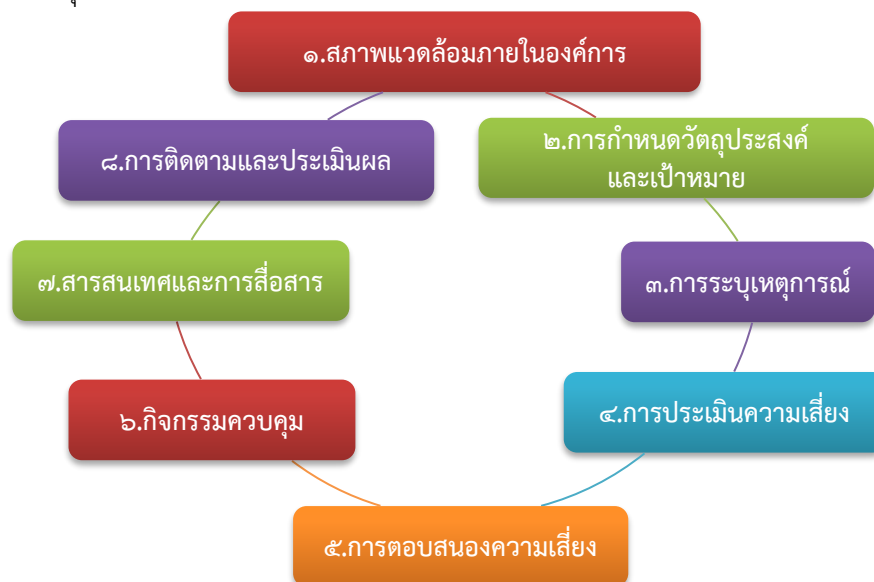 ๑.สภาพแวดล้อมภายในองค์การ
๒.การกำหนดวัตถุประสงค์
และเป้าหมาย
๓.การระบุเหตุการณ์
๔.การประเมินความเสี่ยง
๕.การตอบสนองความเสี่ยง
๖.กิจกรรมควบคุม
๗.สารสนเทศและการสื่อสาร
๘.การติดตามและประเมินผล